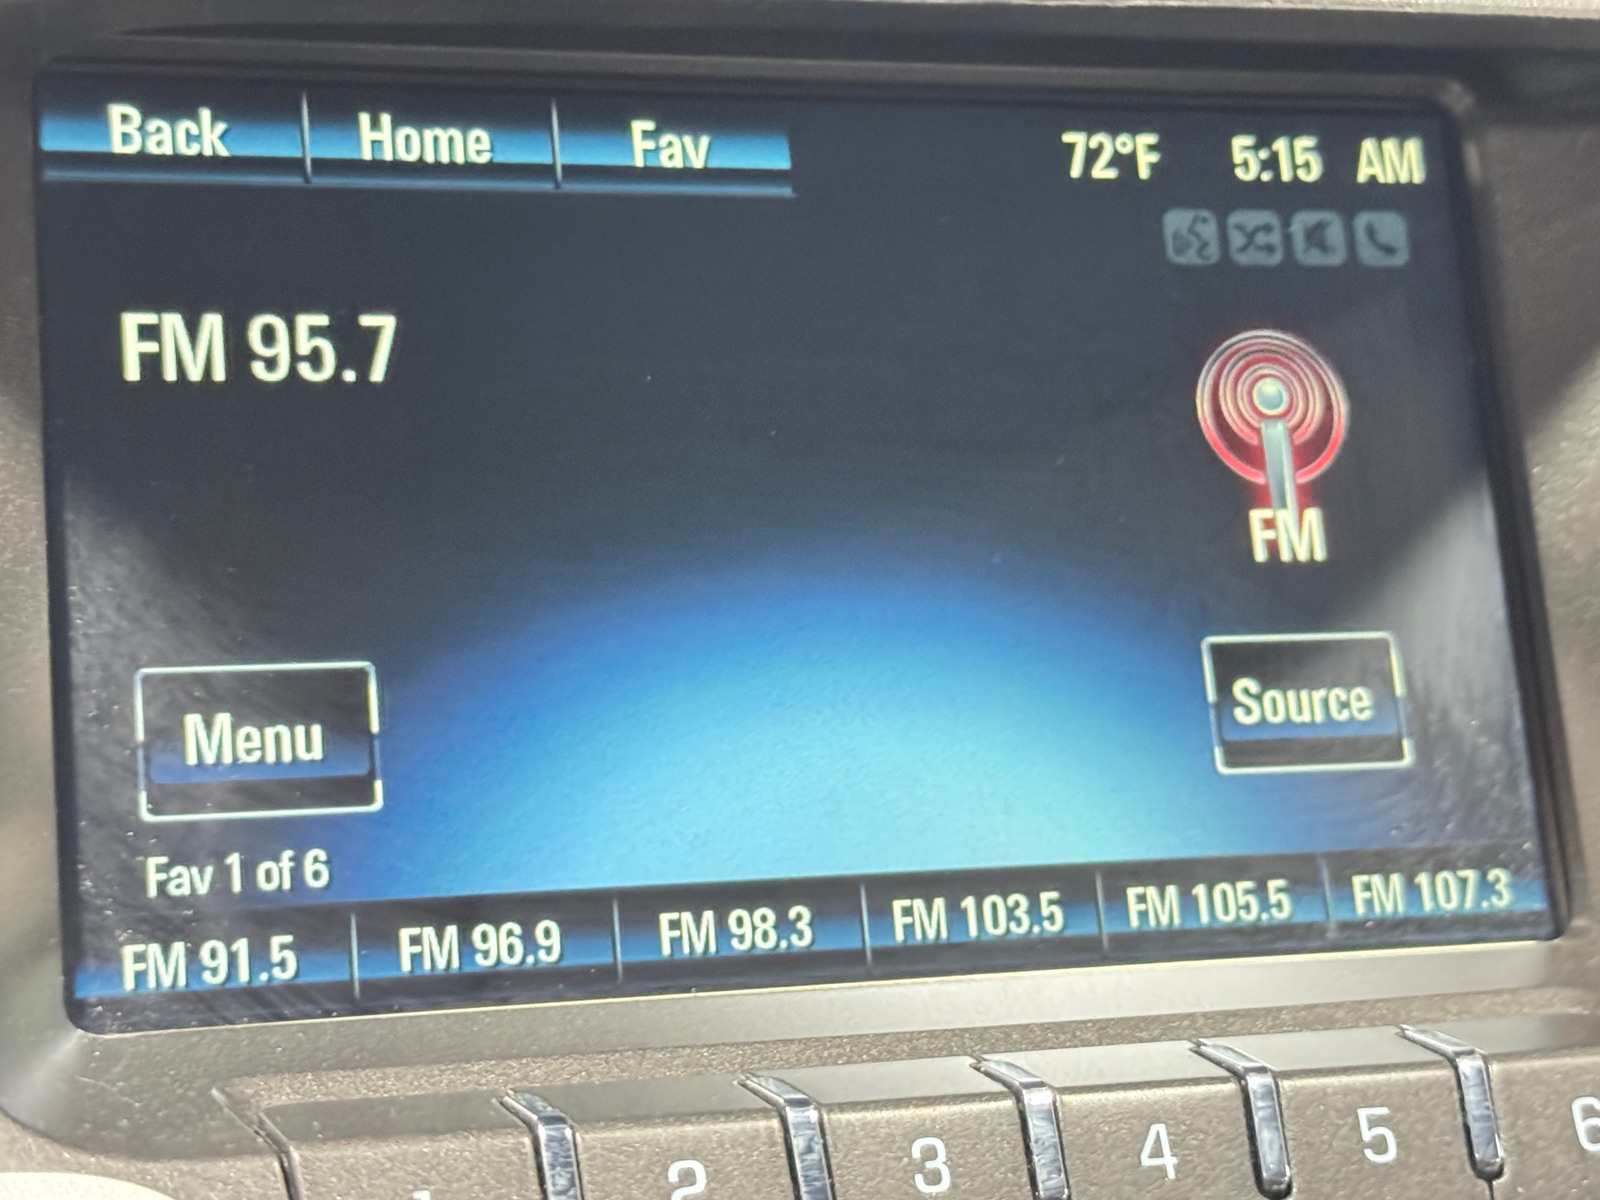 Back Home Fav 72°F 5:15 AM
FM 95.7
FM
Menu Source
Fav 1 of 6
FM 91.5 FM 96.9 FM 98.3 FM 103.5 FM 105.5 FM 107.3
1 2 3 4 5 6